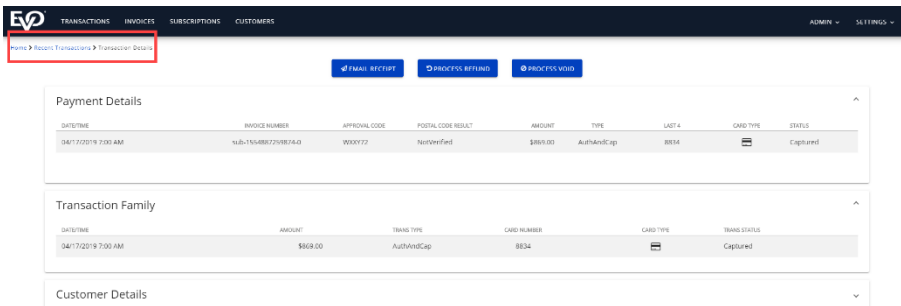 EVO TRANSACTIONS INVOICES SUBSCRIPTIONS CUSTOMERS ADMIN SETTINGS
Home > Recent Transactions > Transaction Details
EMAIL RECEIPT PROCESS REFUND PROCESS VOID
Payment Details
DATE/TIME INVOICE NUMBER APPROVAL CODE POSTAL CODE RESULT AMOUNT TYPE LAST 4 CARD TYPE STATUS
04/17/2019 7:00 AM sub-1554887259874-0 NotVerified $869.00 AuthAndCap 8834 Captured
Transaction Family
DATE/TIME AMOUNT TRANS TYPE CARD NUMBER CARD TYPE TRANS STATUS
04/17/2019 7:00 AM $869.00 AuthAndCap 8834 Captured
Customer Details